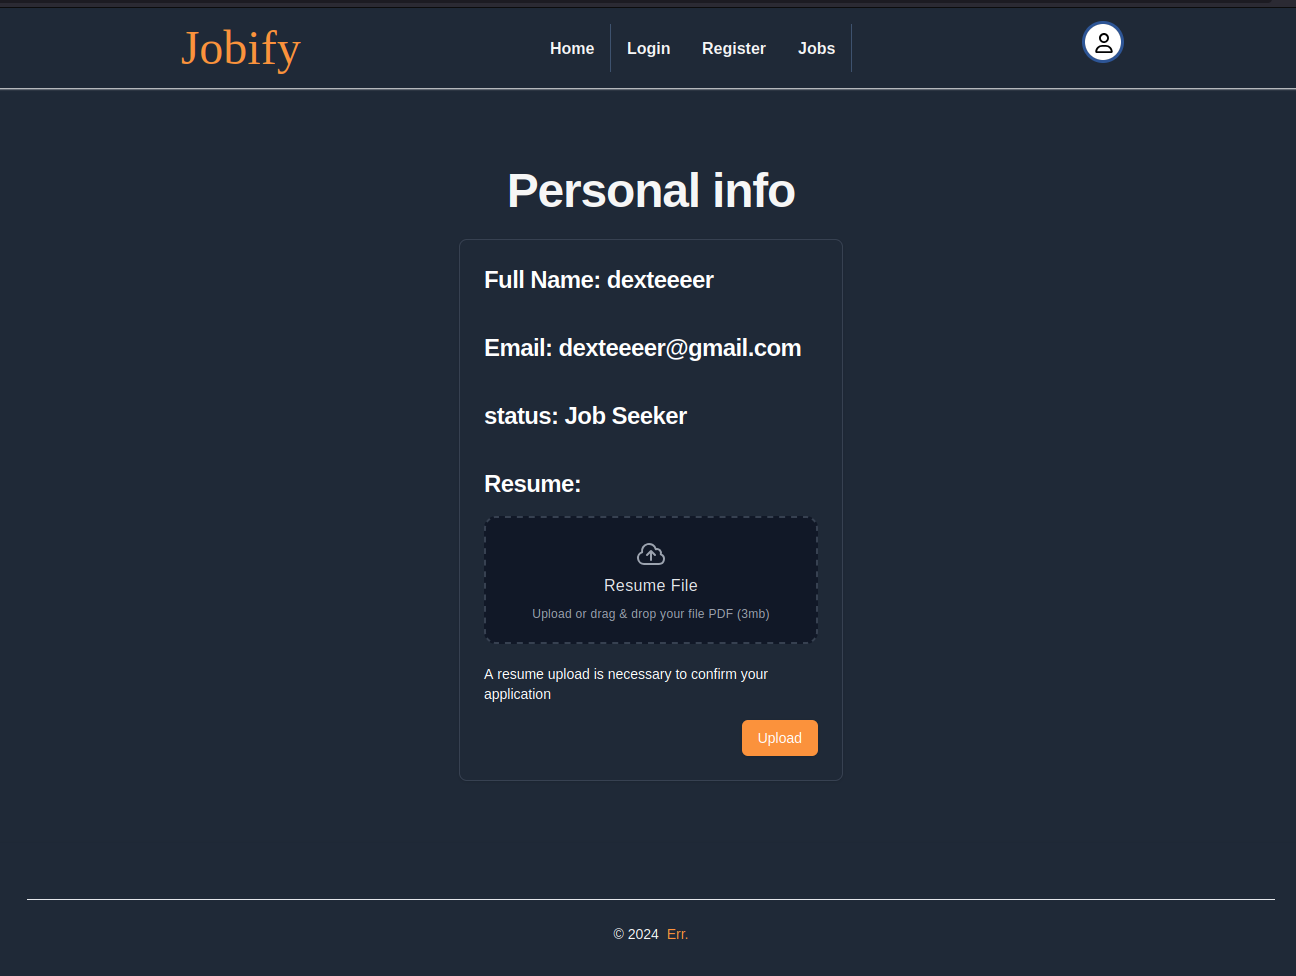 Jobify
Home Login Register Jobs
Personal info
Full Name: dexteeeer
Email: dexteeeer@gmail.com
status: Job Seeker
Resume:
Resume File
Upload or drag & drop your file PDF (3mb)
A resume upload is necessary to confirm your
application
Upload
© 2024 Err.